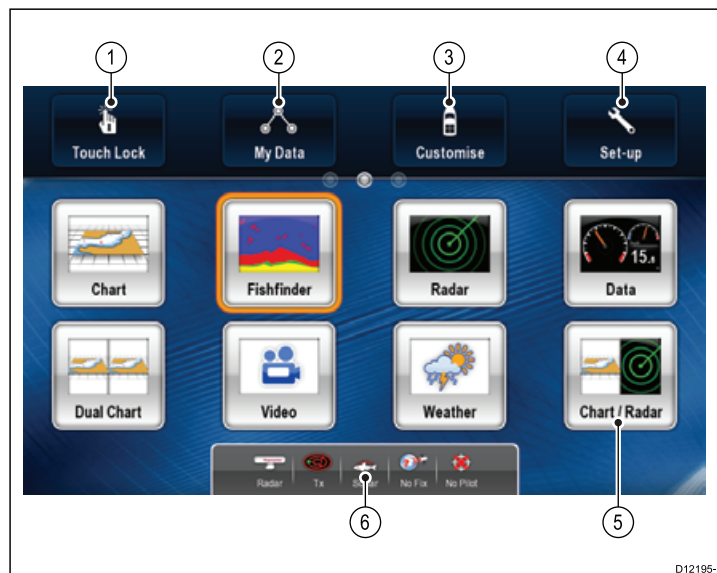 1 2 3 4
Touch Lock My Data Customise Set-up
15.8
Chart Fishfinder Radar Data
Dual Chart Video Weather Chart / Radar
Radar Tx No Fix No Pilot
6 5
D12195-